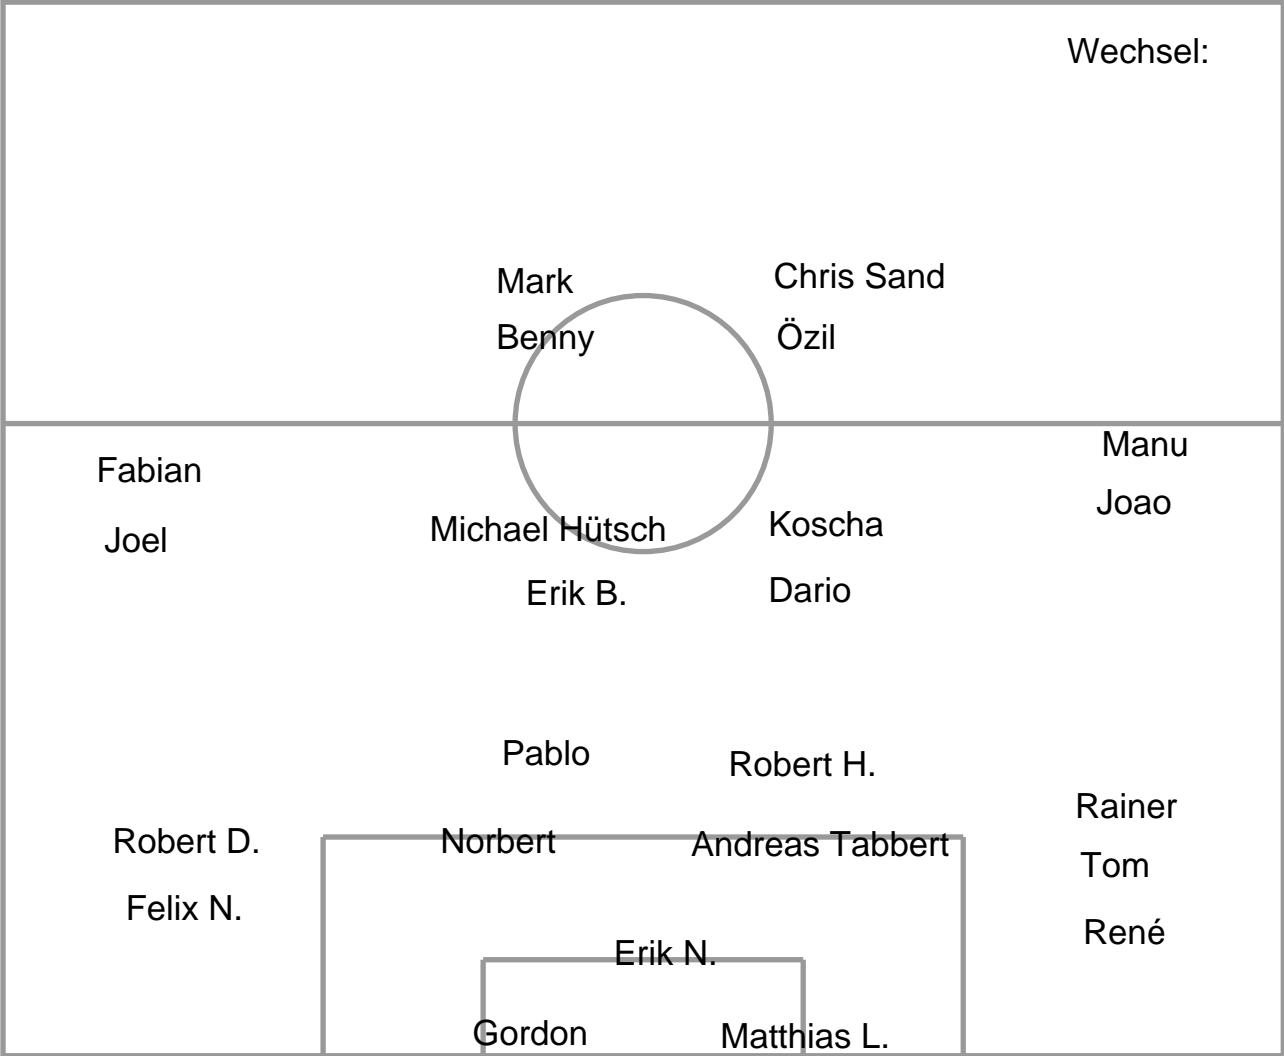 Wechsel:
Mark
Chris Sand
Benny
Özil
Fabian
Manu
Joel
Joao
Michael Hütsch
Koscha
Erik B.
Dario
Pablo
Robert H.
Rainer
Robert D.
Norbert
Andreas Tabbert
Tom
Felix N.
René
Erik N.
Gordon
Matthias L.